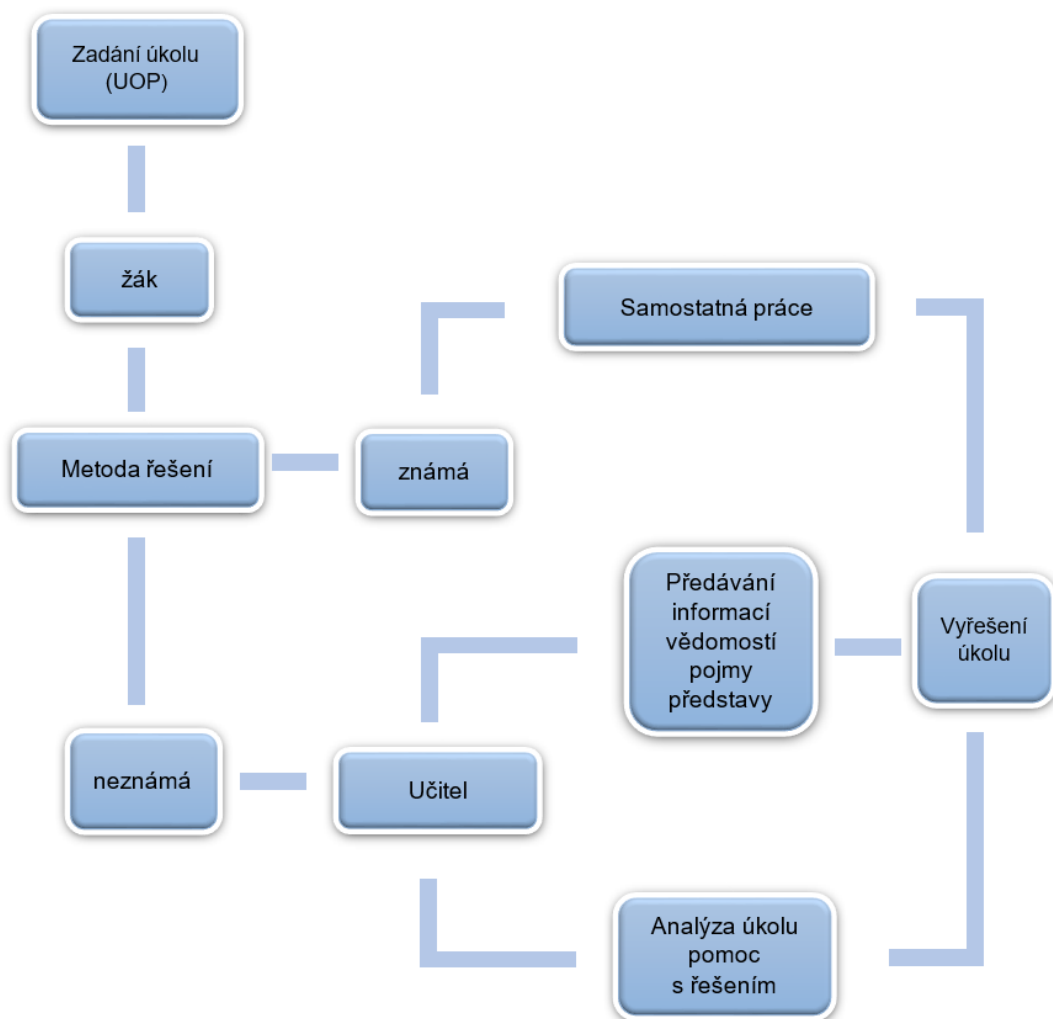 Zadání úkolu
(UOP)
žák
Samostatná práce
Metoda řešení
známá
Předávání
informací
vědomostí
pojmy
představy
Vyřešení
úkolu
neznámá
Učitel
Analýza úkolu
pomoc
s řešením